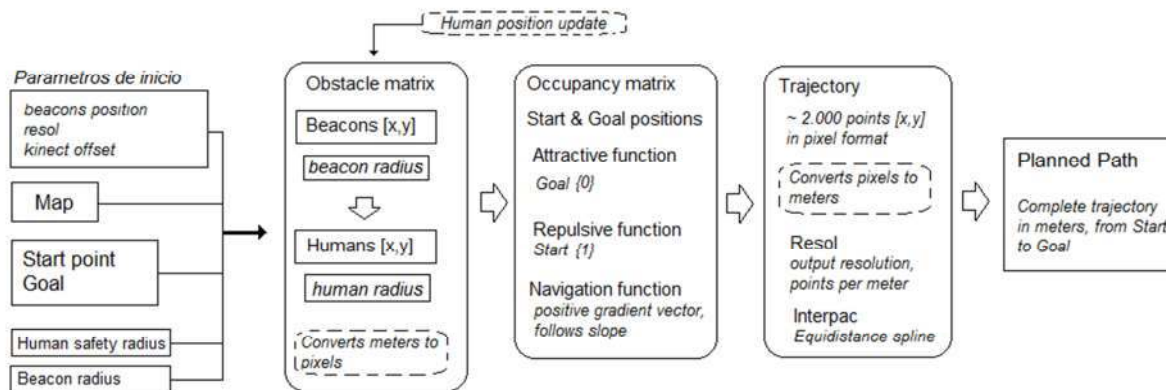 Human position update
Parametros de inicio
beacons position
resol
kinect offset
Map
Start point
Goal
Human safety radius
Beacon radius
Obstacle matrix
Beacons [x,y]
beacon radius
Humans [x,y]
human radius
Converts meters to
pixels
Occupancy matrix
Start & Goal positions
Attractive function
Goal {0}
Repulsive function
Start {1}
Navigation function
positive gradient vector,
follows slope
Trajectory
~ 2.000 points [x,y]
in pixel format
Converts pixels to
meters
Resol
output resolution,
points per meter
Interpac
Equidistance spline
Planned Path
Complete trajectory
in meters, from Start
to Goal